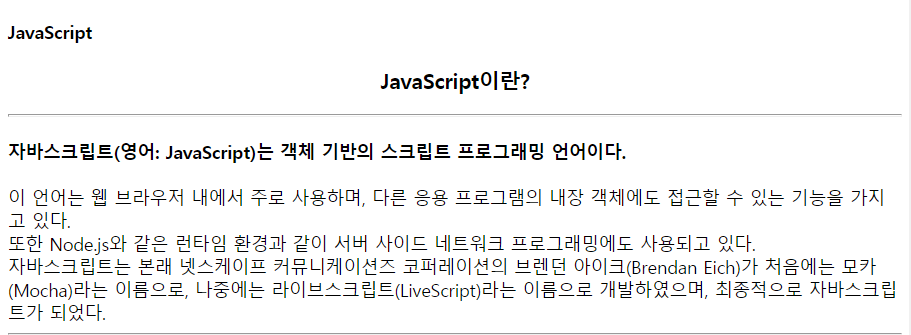 JavaScript
JavaScript이란?
자바스크립트(영어: JavaScript)는 객체 기반의 스크립트 프로그래밍 언어이다.
이 언어는 웹 브라우저 내에서 주로 사용하며, 다른 응용 프로그램의 내장 객체에도 접근할 수 있는 기능을 가지
고 있다.
또한 Node.js와 같은 런타임 환경과 같이 서버 사이드 네트워크 프로그래밍에도 사용되고 있다.
자바스크립트는 본래 넷스케이프 커뮤니케이션즈 코퍼레이션의 브렌던 아이크(Brendan Eich)가 처음에는 모카
(Mocha)라는 이름으로, 나중에는 라이브스크립트(LiveScript)라는 이름으로 개발하였으며, 최종적으로 자바스크립
트가 되었다.